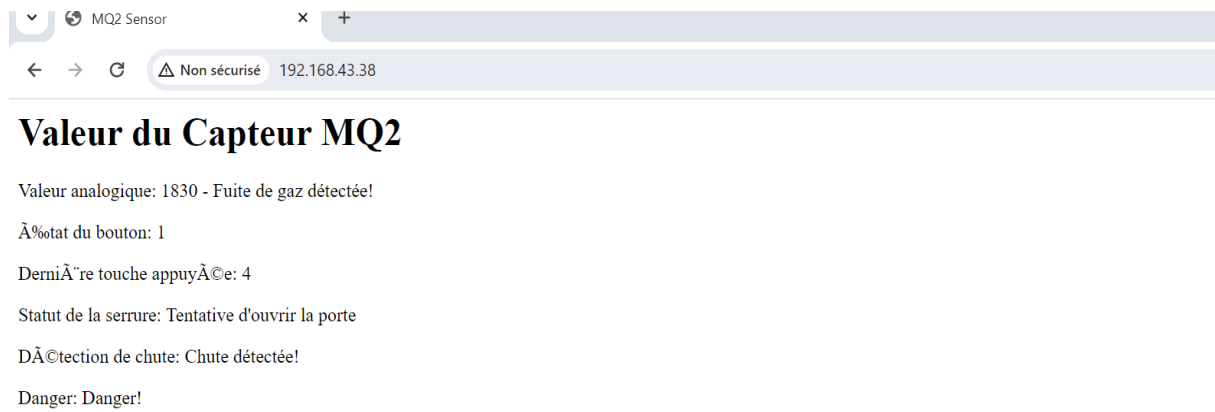 MQ2 Sensor
Non sécurisé 192.168.43.38
Valeur du Capteur MQ2
Valeur analogique: 1830 - Fuite de gaz détectée!
Ã‰tat du bouton: 1
DerniÃ¨re touche appuyÃ©e: 4
Statut de la serrure: Tentative d'ouvrir la porte
DÃ©tection de chute: Chute détectée!
Danger: Danger!